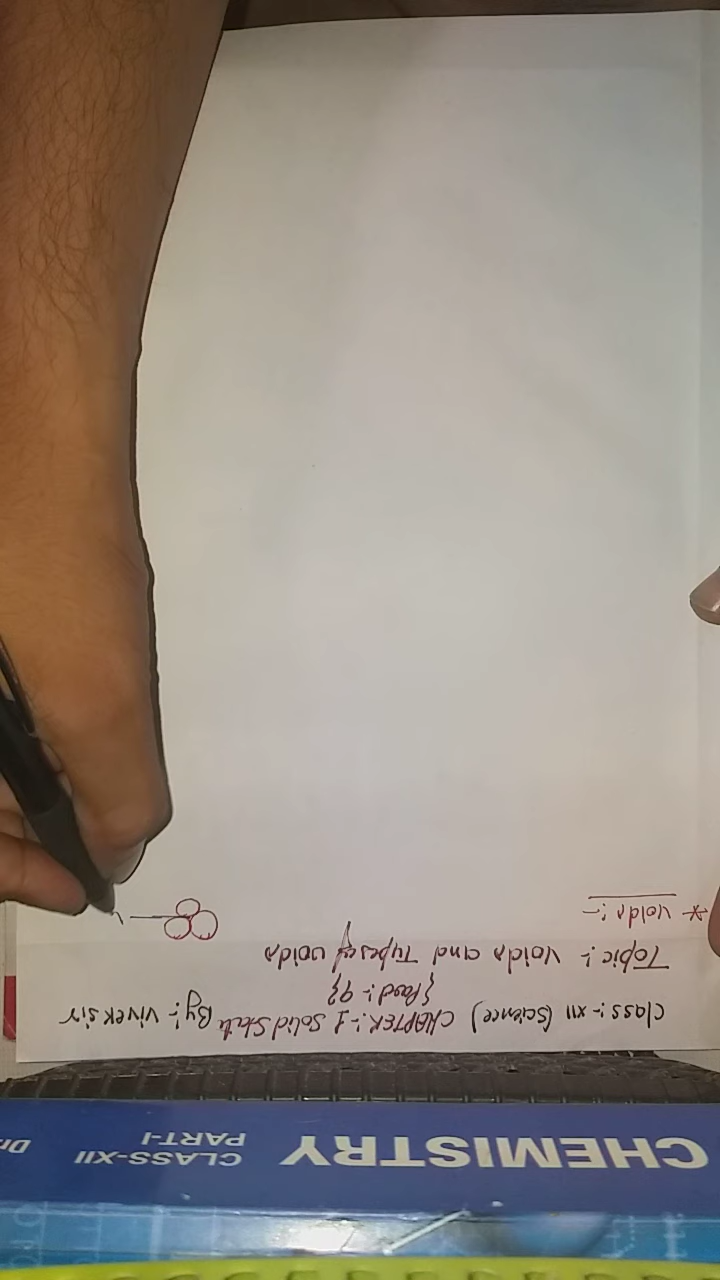 CHEMISTRY
CLASS-XII
PART-I
Class :- XII (Science) CHAPTER :- 1 Solid State By :- Vivek sir
{Part :- 9}
Topic :- Voids and Types of voids
* Voids :-